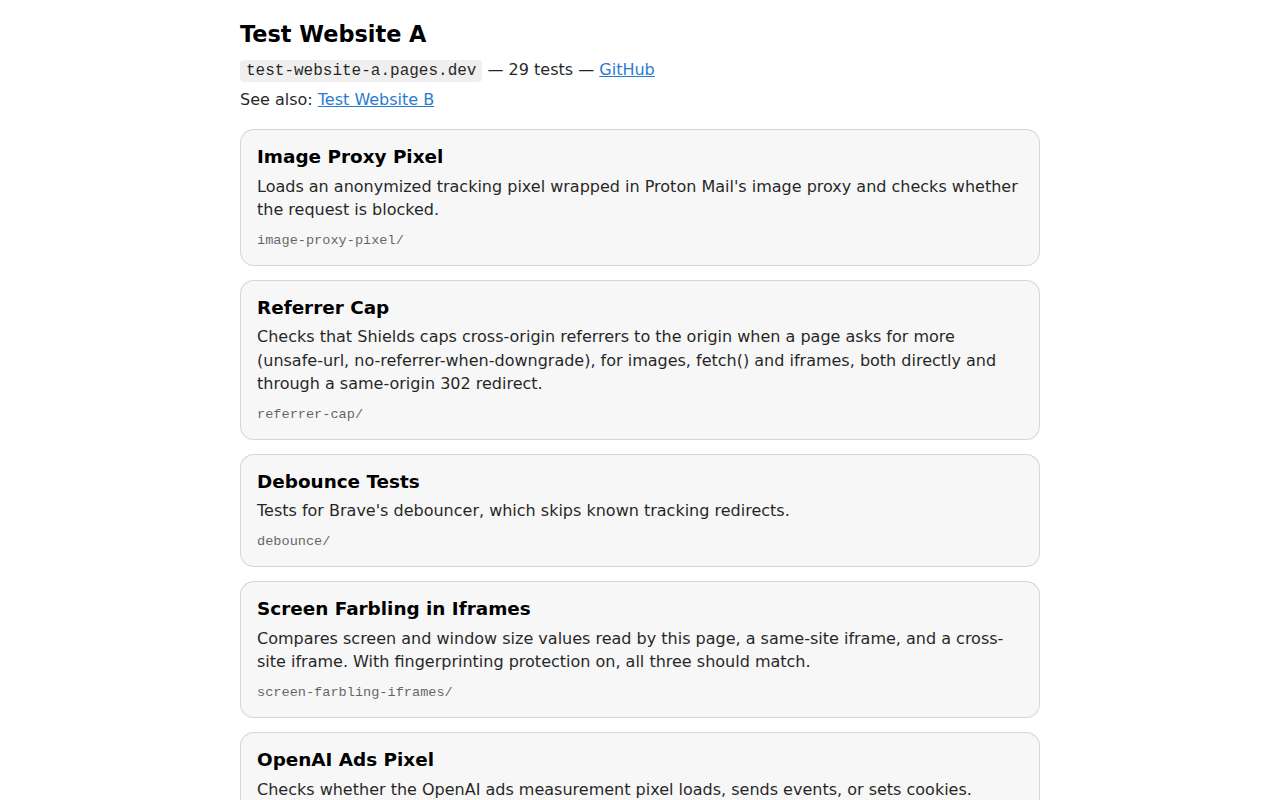 Test Website A
test-website-a.pages.dev — 29 tests — GitHub
See also: Test Website B
Image Proxy Pixel
Loads an anonymized tracking pixel wrapped in Proton Mail's image proxy and checks whether
the request is blocked.
image-proxy-pixel/
Referrer Cap
Checks that Shields caps cross-origin referrers to the origin when a page asks for more
(unsafe-url, no-referrer-when-downgrade), for images, fetch() and iframes, both directly and
through a same-origin 302 redirect.
referrer-cap/
Debounce Tests
Tests for Brave's debouncer, which skips known tracking redirects.
debounce/
Screen Farbling in Iframes
Compares screen and window size values read by this page, a same-site iframe, and a cross-
site iframe. With fingerprinting protection on, all three should match.
screen-farbling-iframes/
OpenAI Ads Pixel
Checks whether the OpenAI ads measurement pixel loads, sends events, or sets cookies.